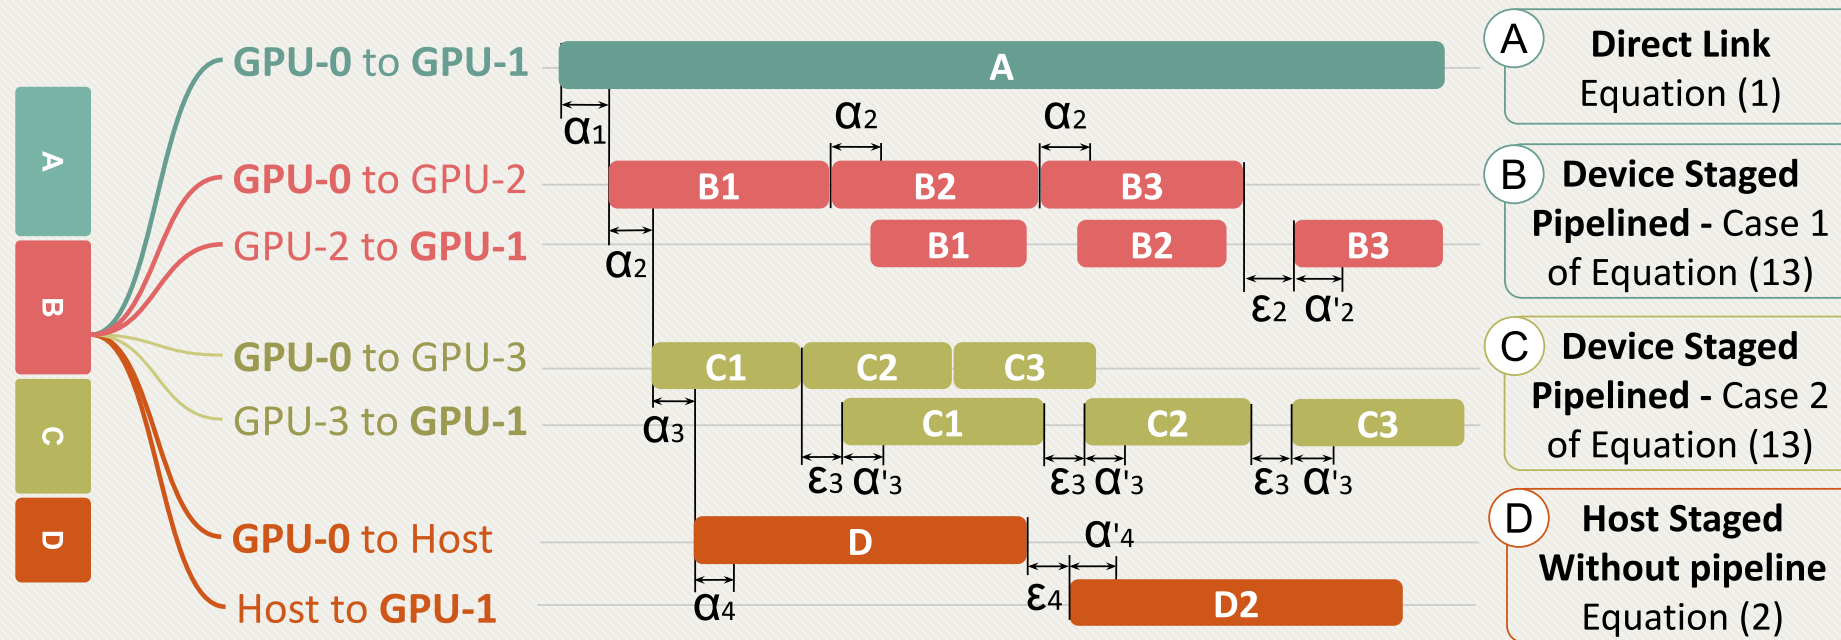 A
B
C
D
GPU-0 to GPU-1
GPU-0 to GPU-2
GPU-2 to GPU-1
GPU-0 to GPU-3
GPU-3 to GPU-1
GPU-0 to Host
Host to GPU-1
A
α1
α2
α2
B1 B2 B3
α2
B1 B2 B3
ε2 α'2
C1 C2 C3
α3
C1 C2 C3
ε3 α'3 ε3 α'3 ε3 α'3
D
α'4
α4
ε4
D2
A
Direct Link
Equation (1)
B
Device Staged
Pipelined - Case 1
of Equation (13)
C
Device Staged
Pipelined - Case 2
of Equation (13)
D
Host Staged
Without pipeline
Equation (2)